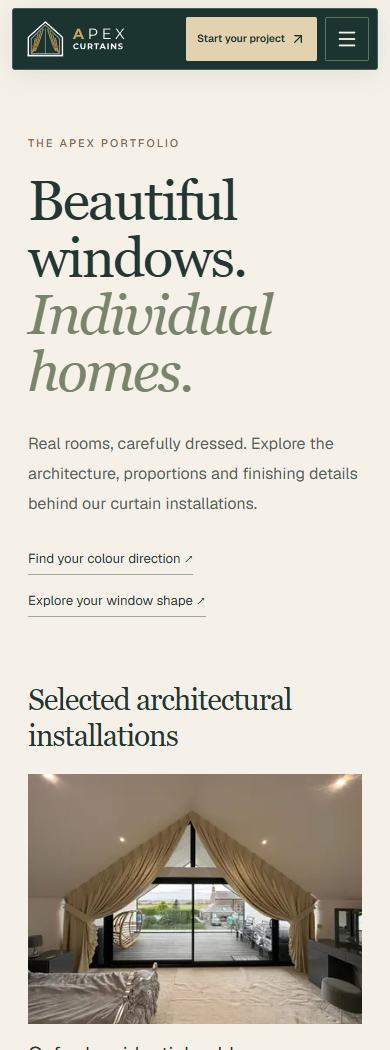 APEX
CURTAINS
Start your project ↗
THE APEX PORTFOLIO
Beautiful
windows.
Individual
homes.
Real rooms, carefully dressed. Explore the
architecture, proportions and finishing details
behind our curtain installations.
Find your colour direction ↗
Explore your window shape ↗
Selected architectural
installations